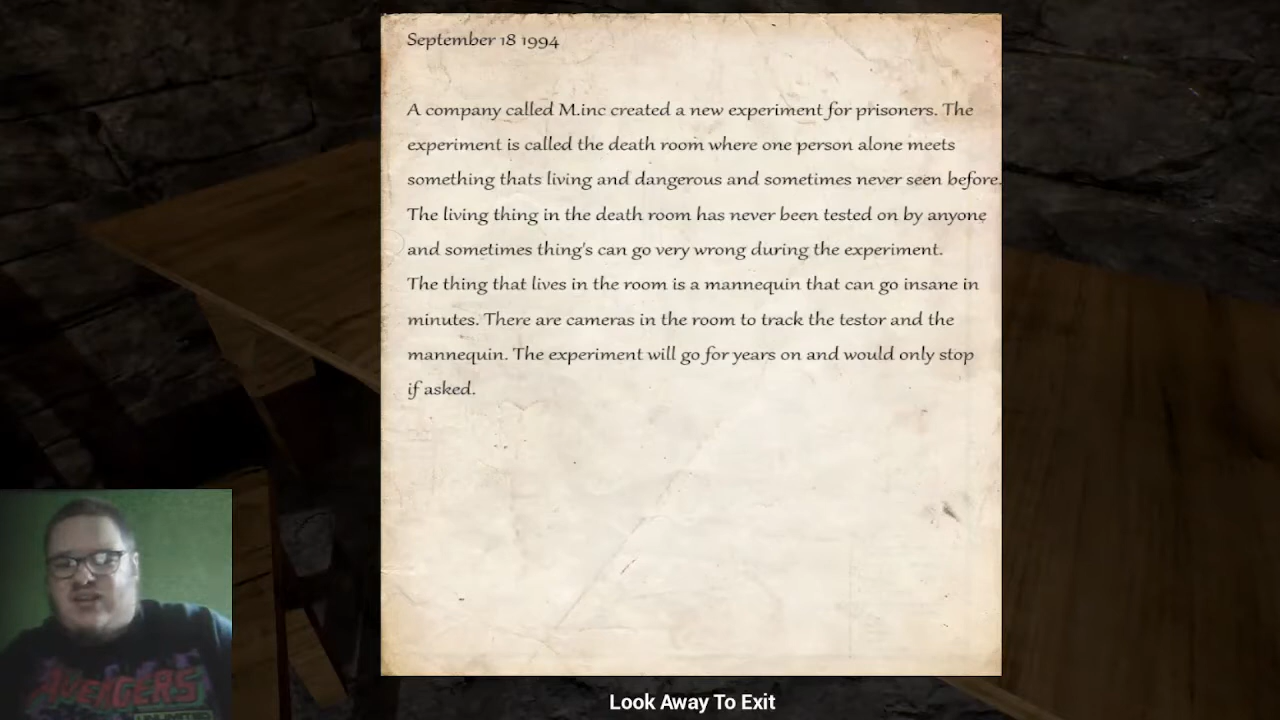 September 18 1994
A company called M.inc created a new experiment for prisoners. The
experiment is called the death room where one person alone meets
something thats living and dangerous and sometimes never seen before.
The living thing in the death room has never been tested on by anyone
and sometimes thing's can go very wrong during the experiment.
The thing that lives in the room is a mannequin that can go insane in
minutes. There are cameras in the room to track the testor and the
mannequin. The experiment will go for years on and would only stop
if asked.
AVENGERS
UNLIMITED
Look Away To Exit